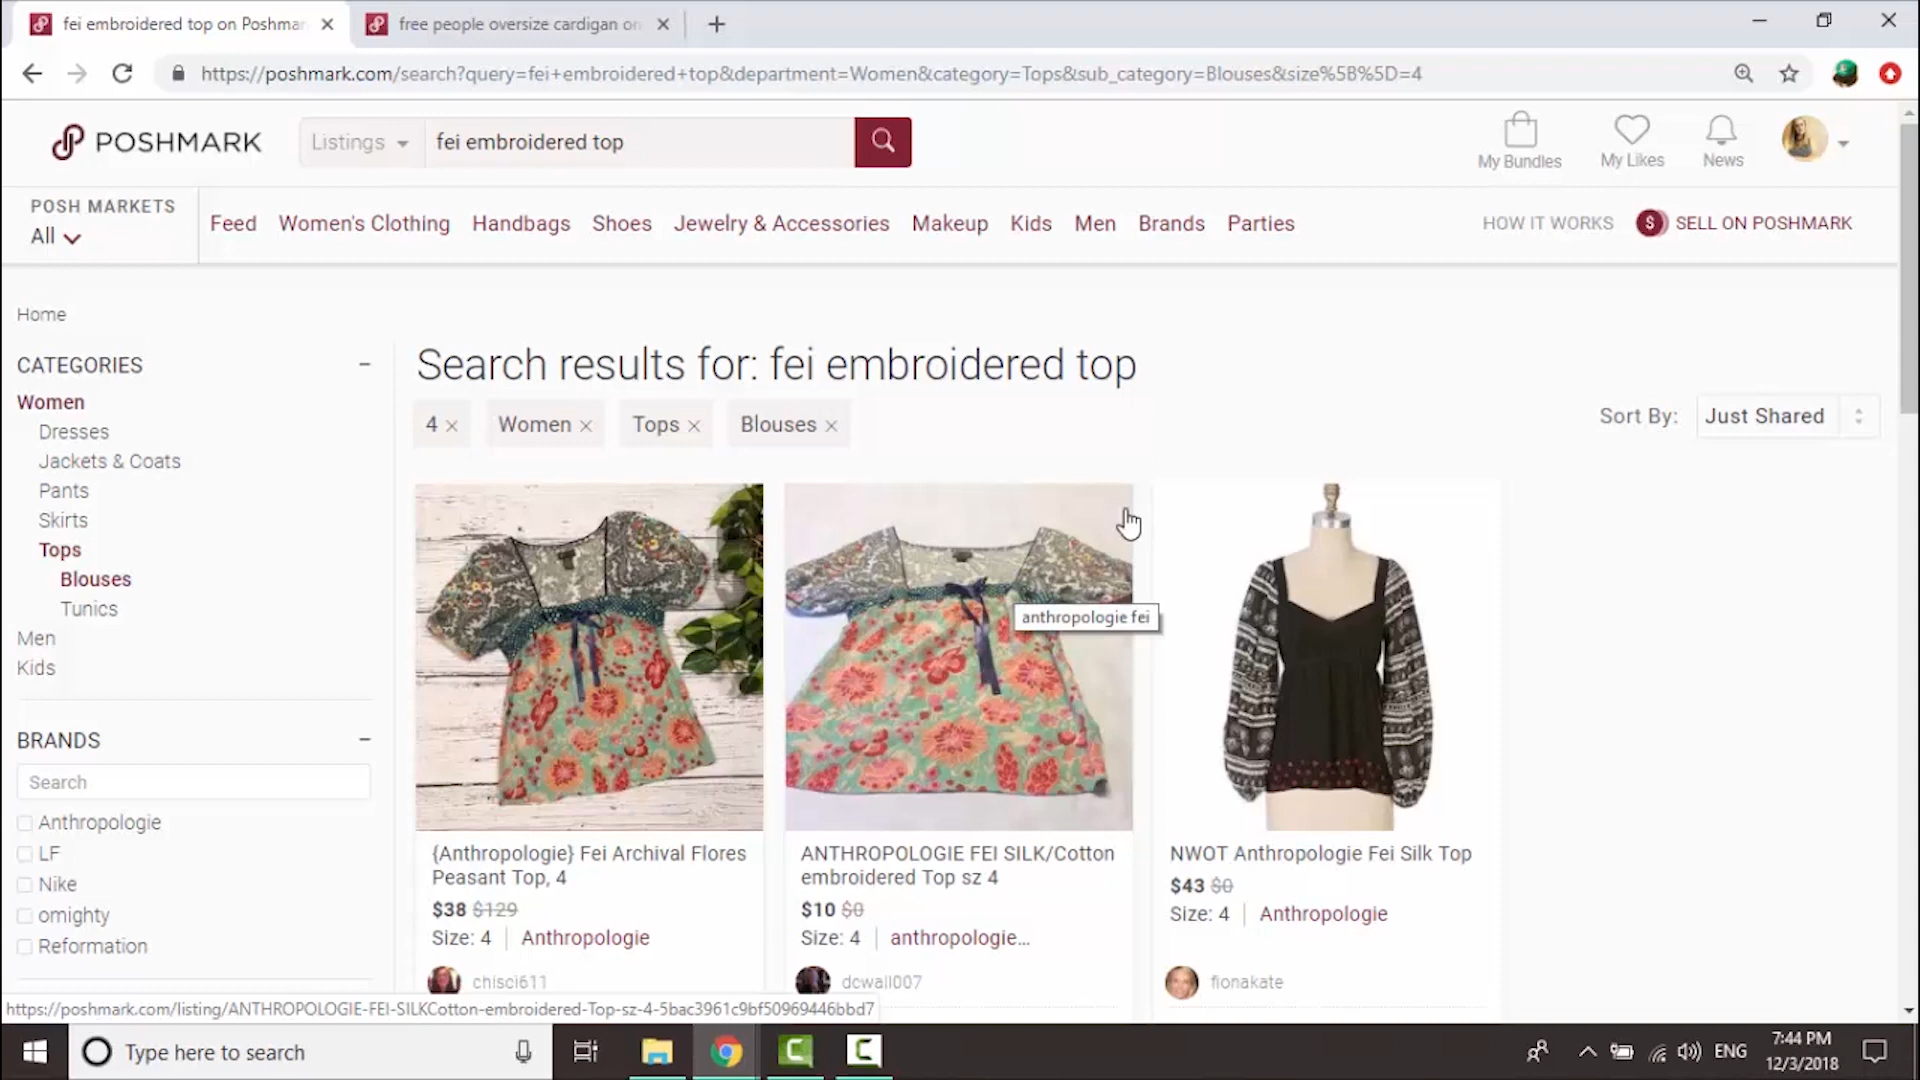 fei embroidered top on Poshmar
free people oversize cardigan on
https://poshmark.com/search?query=fei+embroidered+top&department=Women&category=Tops&sub_category=Blouses&size%5B%5D=4
POSHMARK
Listings
fei embroidered top
My Bundles
My Likes
News
POSH MARKETS
All
Feed
Women's Clothing
Handbags
Shoes
Jewelry & Accessories
Makeup
Kids
Men
Brands
Parties
HOW IT WORKS
$ SELL ON POSHMARK
Home
CATEGORIES
Women
Dresses
Jackets & Coats
Pants
Skirts
Tops
Blouses
Tunics
Men
Kids
BRANDS
Search
Anthropologie
LF
Nike
omighty
Reformation
Search results for: fei embroidered top
4
Women
Tops
Blouses
Sort By:
Just Shared
anthropologie fei
{Anthropologie} Fei Archival Flores
Peasant Top, 4
$38 $129
Size: 4
Anthropologie
chisci611
ANTHROPOLOGIE FEI SILK/Cotton
embroidered Top sz 4
$10 $0
Size: 4
anthropologie...
dcwall007
NWOT Anthropologie Fei Silk Top
$43 $0
Size: 4
Anthropologie
fionakate
https://poshmark.com/listing/ANTHROPOLOGIE-FEI-SILKCotton-embroidered-Top-sz-4-5bac3961c9bf50969446bbd7
Type here to search
ENG
7:44 PM
12/3/2018